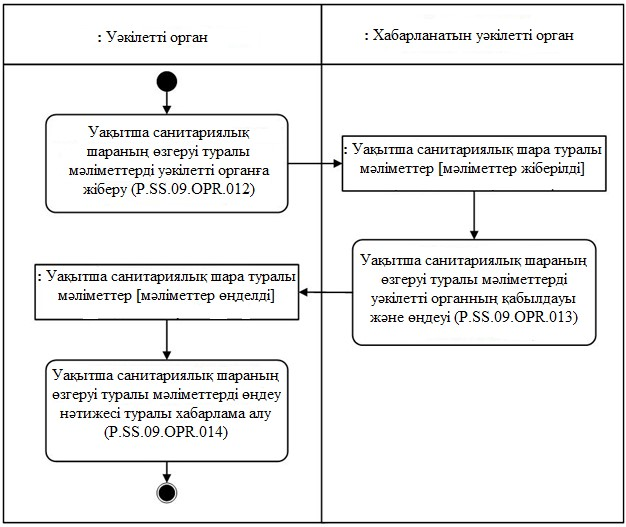 : Уәкілетті орган
: Хабарланатын уәкілетті орган
Уақытша санитариялық
шараның өзгеруі туралы
мәліметтерді уәкілетті органға
жіберу (P.SS.09.OPR.012)
: Уақытша санитариялық шара туралы
мәліметтер [мәліметтер жіберілді]
Уақытша санитариялық шараның
өзгеруі туралы мәліметтерді
уәкілетті органның қабылдауы
және өңдеуі (P.SS.09.OPR.013)
: Уақытша санитариялық шара туралы
мәліметтер [мәліметтер өңделді]
Уақытша санитариялық шараның
өзгеруі туралы мәліметтерді өңдеу
нәтижесі туралы хабарлама алу
(P.SS.09.OPR.014)